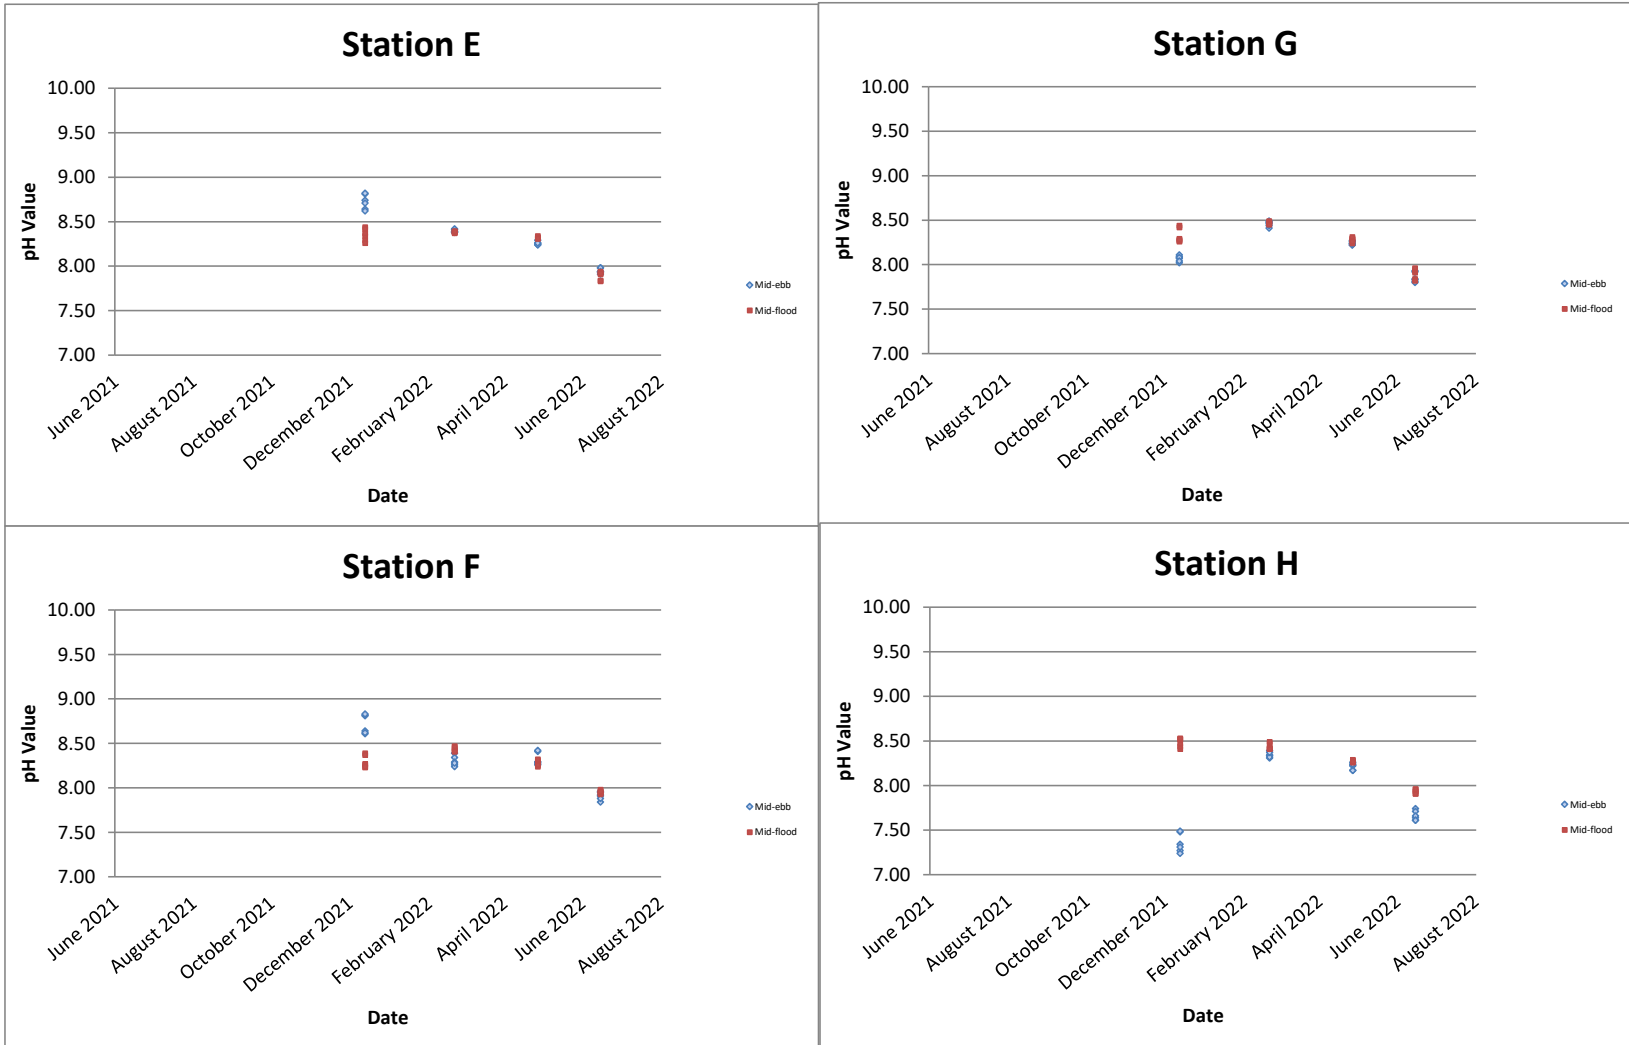 Station E
10.00
9.50
9.00
8.50
8.00
7.50
7.00
pH Value
Mid-ebb
Mid-flood
June 2021
August 2021
October 2021
December 2021
February 2022
April 2022
June 2022
August 2022
Date
Station G
10.00
9.50
9.00
8.50
8.00
7.50
7.00
pH Value
Mid-ebb
Mid-flood
June 2021
August 2021
October 2021
December 2021
February 2022
April 2022
June 2022
August 2022
Date
Station F
10.00
9.50
9.00
8.50
8.00
7.50
7.00
pH Value
Mid-ebb
Mid-flood
June 2021
August 2021
October 2021
December 2021
February 2022
April 2022
June 2022
August 2022
Date
Station H
10.00
9.50
9.00
8.50
8.00
7.50
7.00
pH Value
Mid-ebb
Mid-flood
June 2021
August 2021
October 2021
December 2021
February 2022
April 2022
June 2022
August 2022
Date